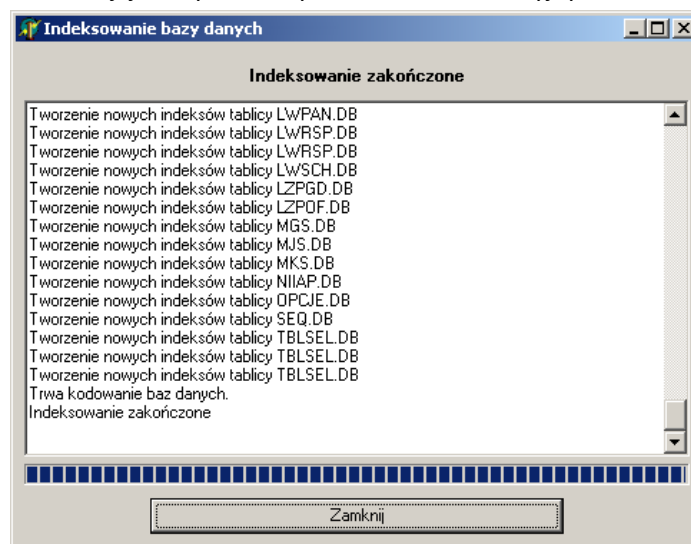 Indeksowanie bazy danych
Indeksowanie zakończone
Tworzenie nowych indeksów tablicy LWPAN.DB
Tworzenie nowych indeksów tablicy LWRSP.DB
Tworzenie nowych indeksów tablicy LWRSP.DB
Tworzenie nowych indeksów tablicy LWSCH.DB
Tworzenie nowych indeksów tablicy LZPGD.DB
Tworzenie nowych indeksów tablicy LZPOF.DB
Tworzenie nowych indeksów tablicy MGS.DB
Tworzenie nowych indeksów tablicy MJS.DB
Tworzenie nowych indeksów tablicy MKS.DB
Tworzenie nowych indeksów tablicy NIIAP.DB
Tworzenie nowych indeksów tablicy OPCJE.DB
Tworzenie nowych indeksów tablicy SEQ.DB
Tworzenie nowych indeksów tablicy TBLSEL.DB
Tworzenie nowych indeksów tablicy TBLSEL.DB
Tworzenie nowych indeksów tablicy TBLSEL.DB
Trwa kodowanie baz danych.
Indeksowanie zakończone
Zamknij